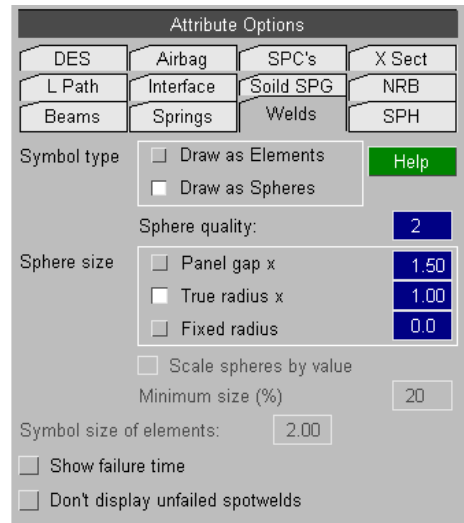 Attribute Options
DES Airbag SPC's X Sect
L Path Interface Soild SPG NRB
Beams Springs Welds SPH
Symbol type Draw as Elements Help
Draw as Spheres
Sphere quality: 2
Sphere size Panel gap x 1.50
True radius x 1.00
Fixed radius 0.0
Scale spheres by value
Minimum size (%) 20
Symbol size of elements: 2.00
Show failure time
Don't display unfailed spotwelds